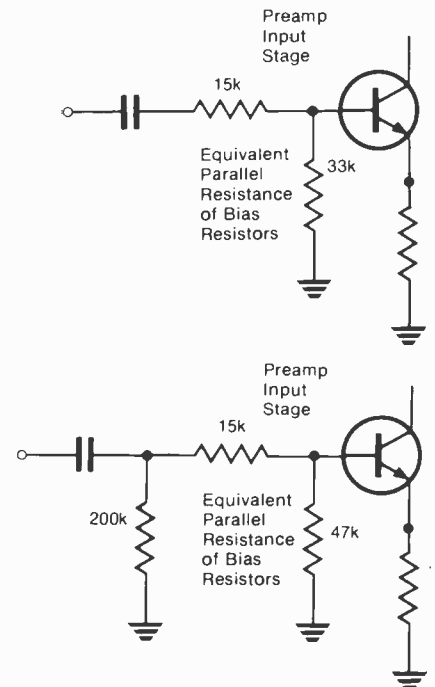 Preamp
Input
Stage
15k
Equivalent
Parallel
Resistance
of Bias
Resistors
33k
Preamp
Input
Stage
15k
200k
Equivalent
Parallel
Resistance
of Bias
Resistors
47k